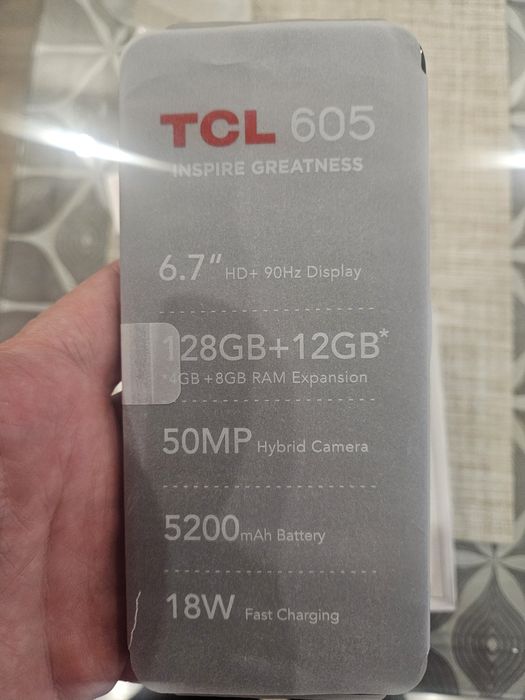 TCL 605
INSPIRE GREATNESS
6.7" HD+ 90Hz Display
128GB+12GB*
*4GB +8GB RAM Expansion
50MP Hybrid Camera
5200mAh Battery
18W Fast Charging